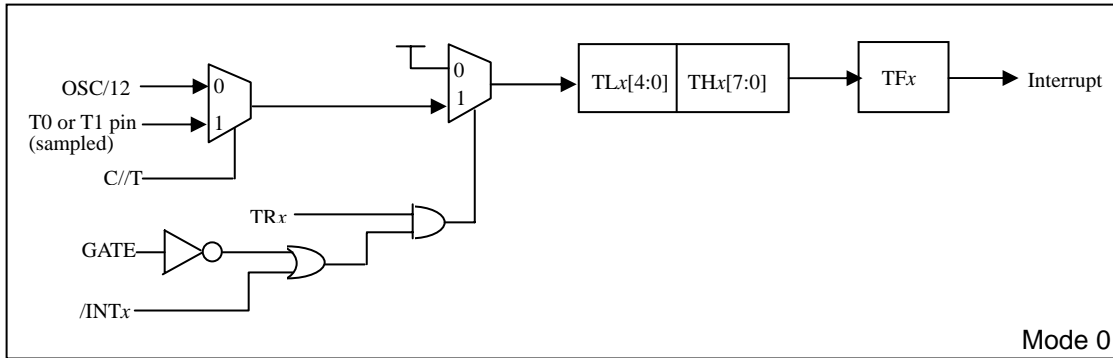 OSC/12
T0 or T1 pin
(sampled)
C//T
0
1
0
1
TLx[4:0]
THx[7:0]
TFx
Interrupt
TRx
GATE
/INTx
Mode 0